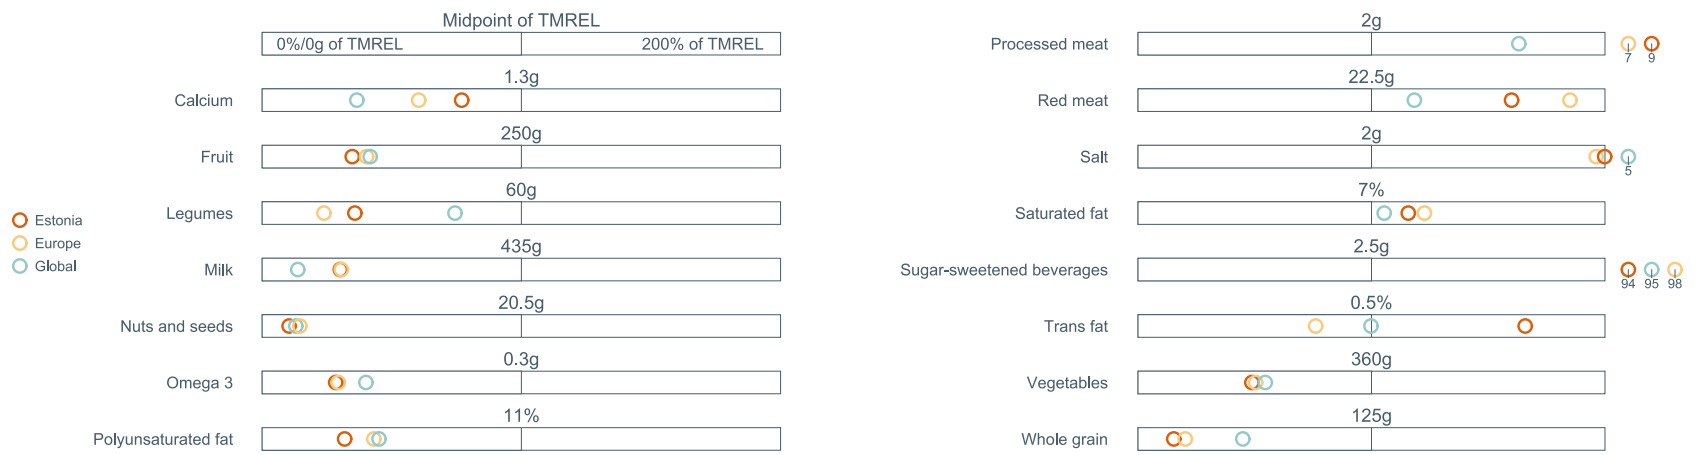 Midpoint of TMREL
0%/0g of TMREL 200% of TMREL
1.3g
Calcium
250g
Fruit
60g
Legumes
435g
Milk
20.5g
Nuts and seeds
0.3g
Omega 3
11%
Polyunsaturated fat
Estonia
Europe
Global
2g
Processed meat
7 9
22.5g
Red meat
2g
Salt
5
7%
Saturated fat
2.5g
Sugar-sweetened beverages
94 95 98
0.5%
Trans fat
360g
Vegetables
125g
Whole grain